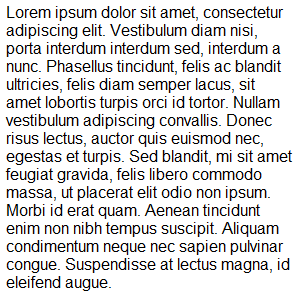 Lorem ipsum dolor sit amet, consectetur
adipiscing elit. Vestibulum diam nisi,
porta interdum interdum sed, interdum a
nunc. Phasellus tincidunt, felis ac blandit
ultricies, felis diam semper lacus, sit
amet lobortis turpis orci id tortor. Nullam
vestibulum adipiscing convallis. Donec
risus lectus, auctor quis euismod nec,
egestas et turpis. Sed blandit, mi sit amet
feugiat gravida, felis libero commodo
massa, ut placerat elit odio non ipsum.
Morbi id erat quam. Aenean tincidunt
enim non nibh tempus suscipit. Aliquam
condimentum neque nec sapien pulvinar
congue. Suspendisse at lectus magna, id
eleifend augue.